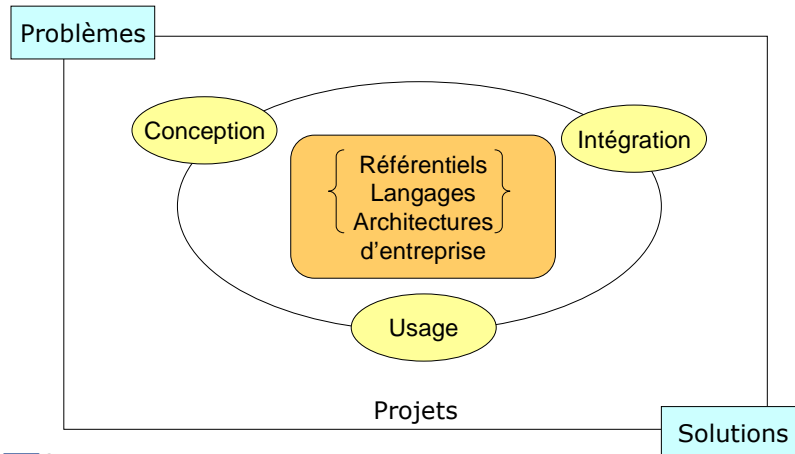 Problèmes
Conception
Intégration
Référentiels
Langages
Architectures
d'entreprise
Usage
Projets
Solutions